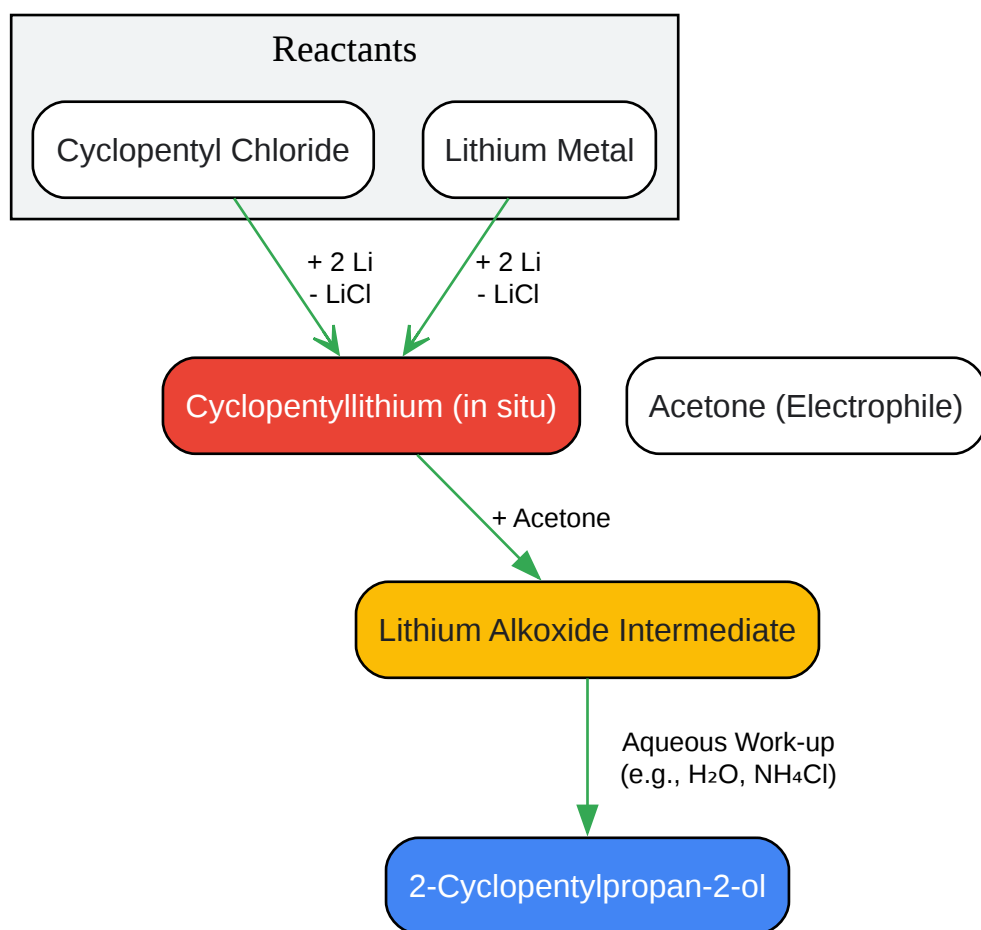 Reactants
Cyclopentyl Chloride
Lithium Metal
+ 2 Li
- LiCl
+ 2 Li
- LiCl
Cyclopentyllithium (in situ)
Acetone (Electrophile)
+ Acetone
Lithium Alkoxide Intermediate
Aqueous Work-up
(e.g., H₂O, NH₄Cl)
2-Cyclopentylpropan-2-ol